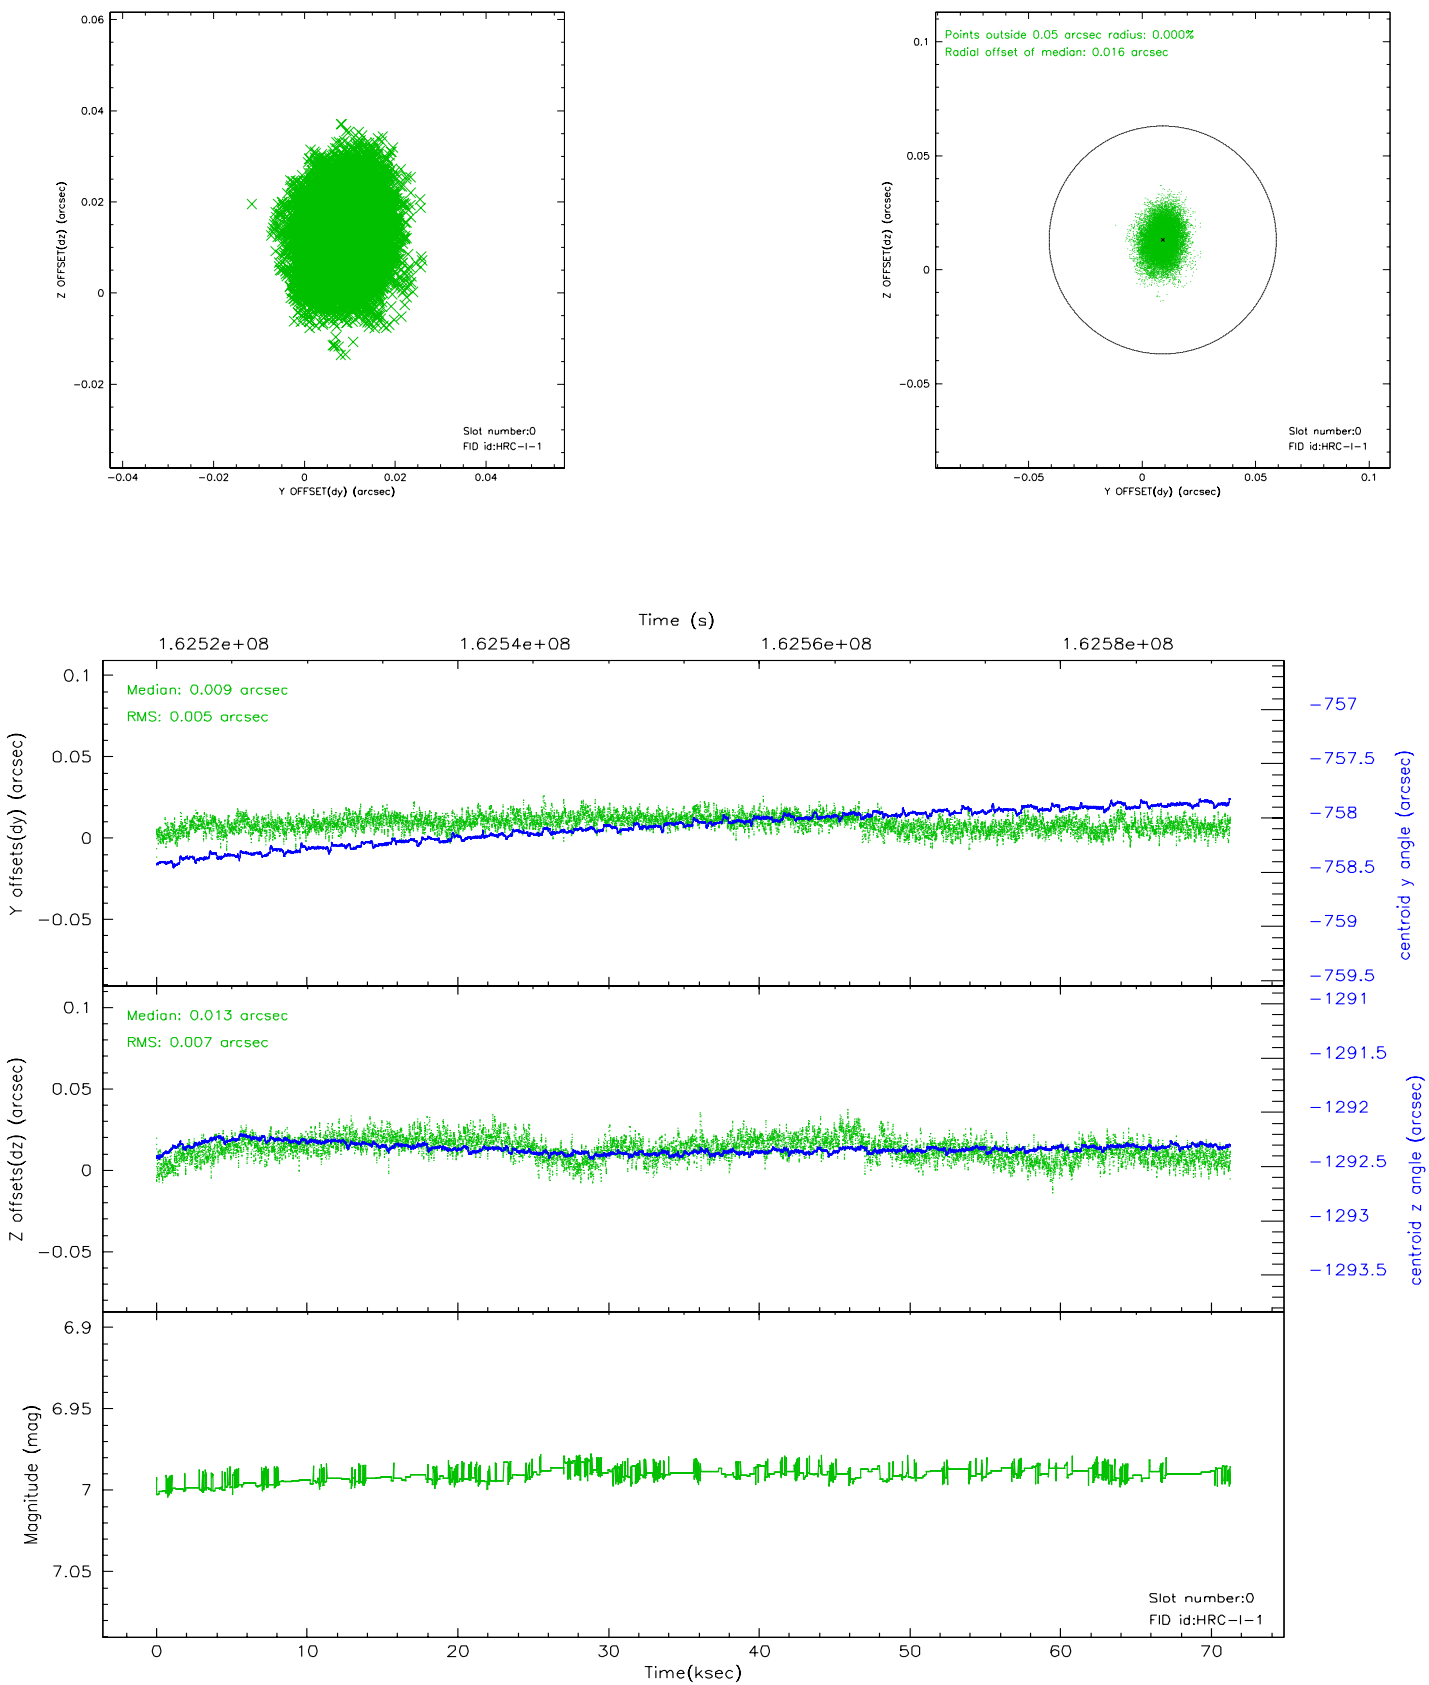 0.06
0.04
0.02
0
−0.02
Z OFFSET(dz) (arcsec)
−0.04
−0.02
0
0.02
0.04
Y OFFSET(dy) (arcsec)
Slot number:0
FID id:HRC−I−1
Points outside 0.05 arcsec radius: 0.000%
Radial offset of median: 0.016 arcsec
0.1
0.05
0
−0.05
Z OFFSET(dz) (arcsec)
−0.05
0
0.05
0.1
Y OFFSET(dy) (arcsec)
Slot number:0
FID id:HRC−I−1
Time (s)
1.6252e+08
1.6254e+08
1.6256e+08
1.6258e+08
Median: 0.009 arcsec
RMS: 0.005 arcsec
0.1
0.05
0
−0.05
Y offsets(dy) (arcsec)
−757
−757.5
−758
−758.5
−759
−759.5
centroid y angle (arcsec)
Median: 0.013 arcsec
RMS: 0.007 arcsec
0.1
0.05
0
−0.05
Z offsets(dz) (arcsec)
−1291
−1291.5
−1292
−1292.5
−1293
−1293.5
centroid z angle (arcsec)
6.9
6.95
7
7.05
Magnitude (mag)
Slot number:0
FID id:HRC−I−1
0
10
20
30
40
50
60
70
Time(ksec)